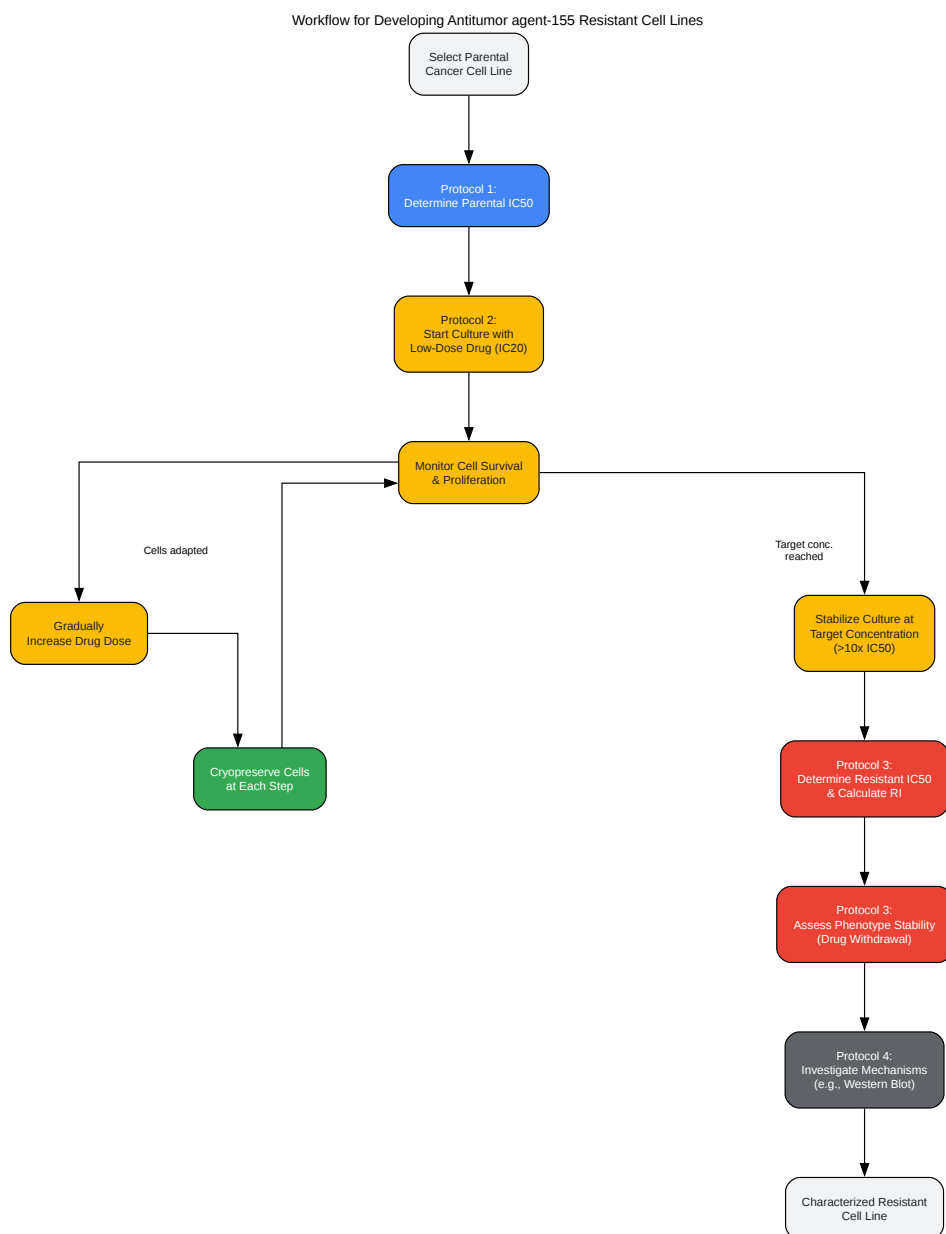 Workflow for Developing Antitumor agent-155 Resistant Cell Lines
Select Parental
Cancer Cell Line
Protocol 1:
Determine Parental IC50
Protocol 2:
Start Culture with
Low-Dose Drug (IC20)
Monitor Cell Survival
& Proliferation
Cells adapted
Target conc.
reached
Gradually
Increase Drug Dose
Stabilize Culture at
Target Concentration
(>10x IC50)
Cryopreserve Cells
at Each Step
Protocol 3:
Determine Resistant IC50
& Calculate RI
Protocol 3:
Assess Phenotype Stability
(Drug Withdrawal)
Protocol 4:
Investigate Mechanisms
(e.g., Western Blot)
Characterized Resistant
Cell Line